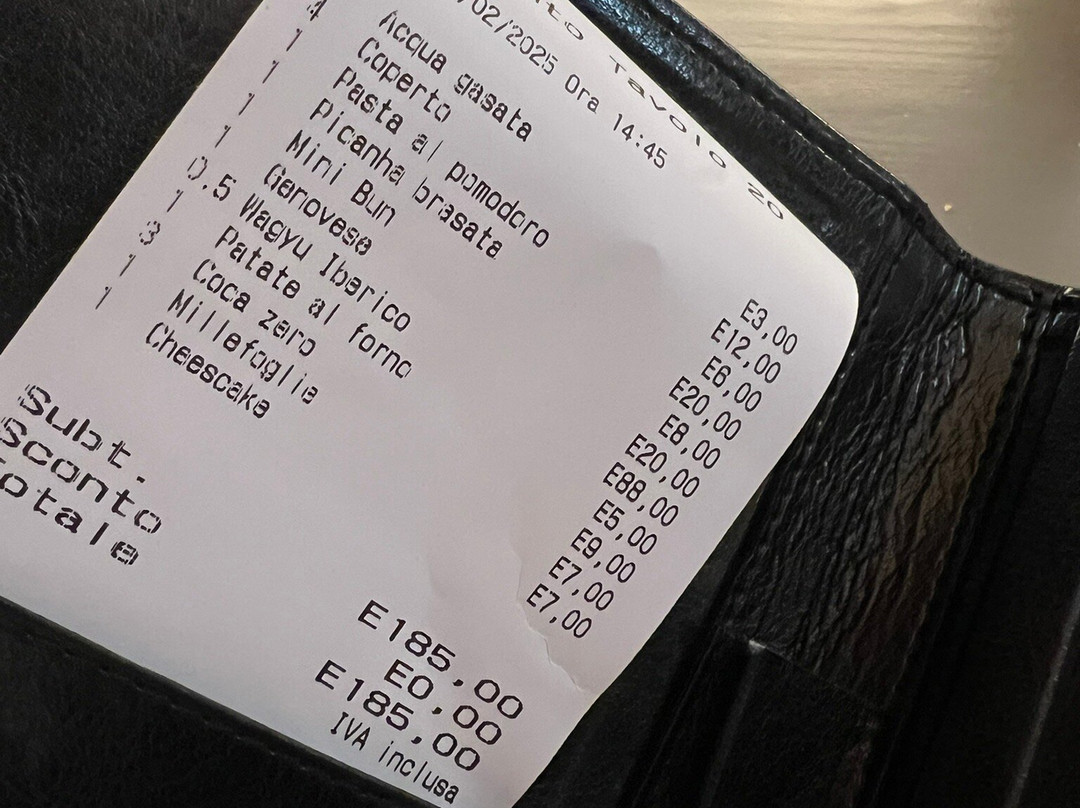 to Tavolo 20
/02/2025 Ora 14:45
Acqua gasata E3,00
4 Coperto E12,00
1 Pasta al pomodoro E6,00
1 Picanha brasata E20,00
1 Mini Bun E8,00
1 Genovese E20,00
0.5 Wagyu Iberico E88,00
1 Patate al forno E5,00
3 Coca zero E9,00
1 Millefoglie E7,00
1 Cheescake E7,00
Subt. E185,00
Sconto E0,00
otale E185,00
IVA inclusa